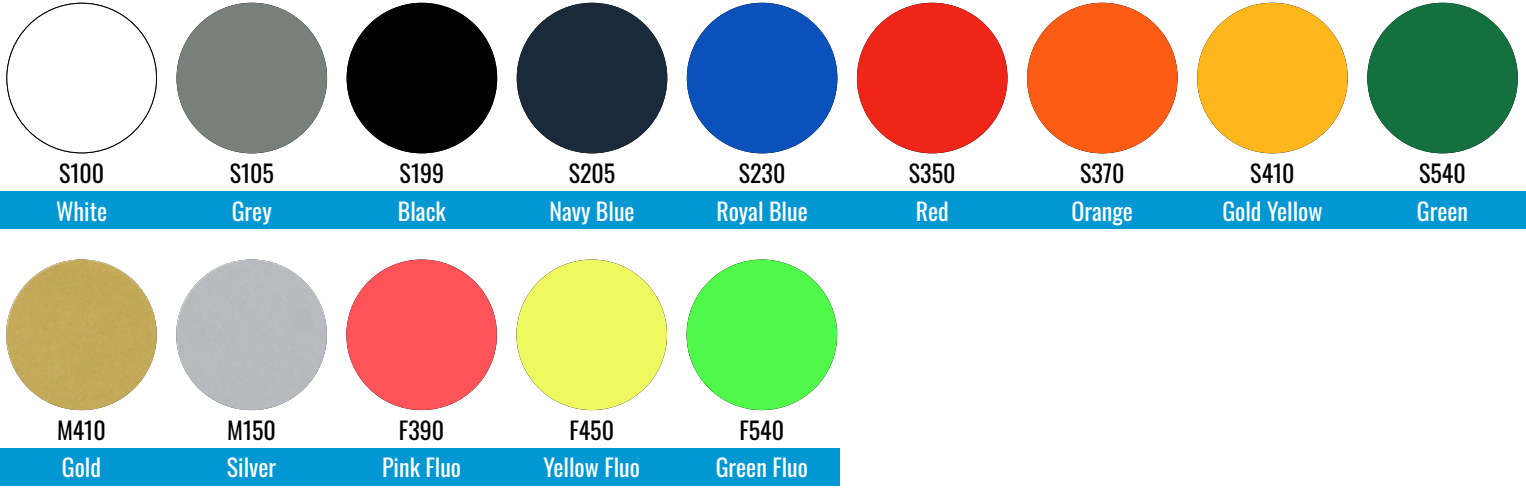 S100 S105 S199 S205 S230 S350 S370 S410 S540
White Grey Black Navy Blue Royal Blue Red Orange Gold Yellow Green
M410 M150 F390 F450 F540
Gold Silver Pink Fluo Yellow Fluo Green Fluo